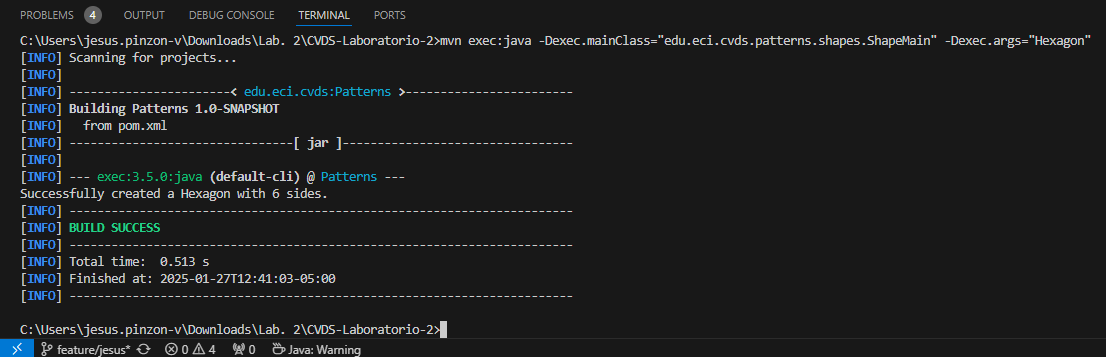 PROBLEMS 4 OUTPUT DEBUG CONSOLE TERMINAL PORTS
C:\Users\jesus.pinzon-v\Downloads\Lab. 2\CVDS-Laboratorio-2>mvn exec:java -Dexec.mainClass="edu.eci.cvds.patterns.shapes.ShapeMain" -Dexec.args="Hexagon"
[INFO] Scanning for projects...
[INFO]
[INFO] -----------------------< edu.eci.cvds:Patterns >------------------------
[INFO] Building Patterns 1.0-SNAPSHOT
[INFO]   from pom.xml
[INFO] --------------------------------[ jar ]---------------------------------
[INFO]
[INFO] --- exec:3.5.0:java (default-cli) @ Patterns ---
Successfully created a Hexagon with 6 sides.
[INFO] ------------------------------------------------------------------------
[INFO] BUILD SUCCESS
[INFO] ------------------------------------------------------------------------
[INFO] Total time:  0.513 s
[INFO] Finished at: 2025-01-27T12:41:03-05:00
[INFO] ------------------------------------------------------------------------
C:\Users\jesus.pinzon-v\Downloads\Lab. 2\CVDS-Laboratorio-2>
feature/jesus* 0 4 0 Java: Warning